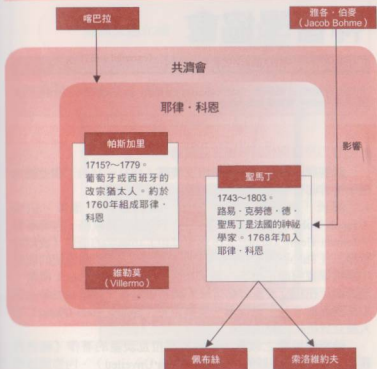 喀巴拉
雅各·伯麥
(Jacob Bohme)
共濟會
耶律·科恩
影響
帕斯加里
1715?～1779。
葡萄牙或西班牙的
改宗猶太人。約於
1760年組成耶律·
科恩
聖馬丁
1743～1803。
路易·克勞德·德·
聖馬丁是法國的神祕
學家。1768年加入
耶律·科恩
維勒莫
(Villermo)
佩布絲
索洛維約夫